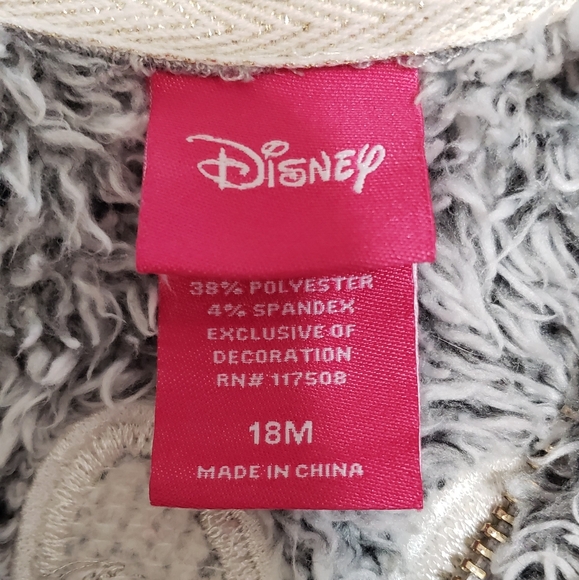 Disney
38% POLYESTER
4% SPANDEX
EXCLUSIVE OF
DECORATION
RN# 117508
18M
MADE IN CHINA